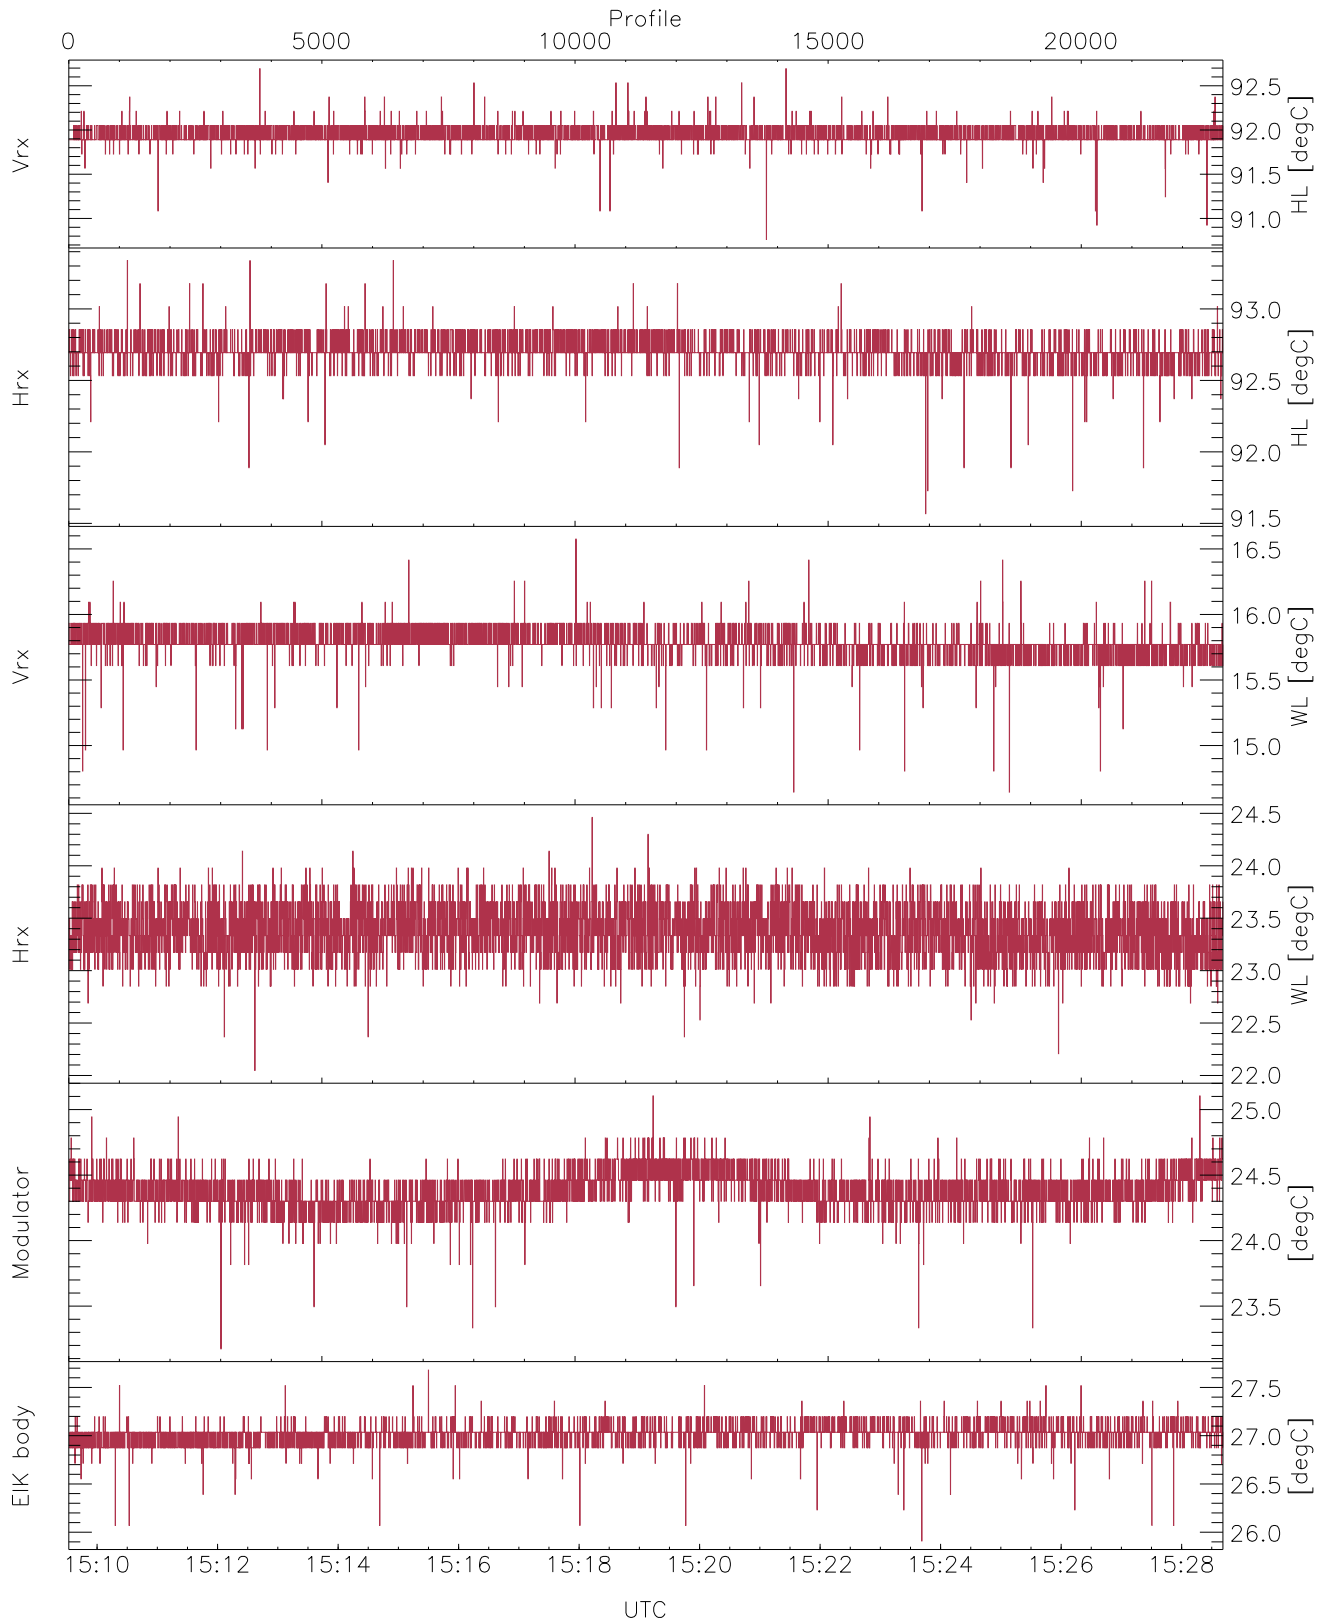 Profile
0 5000 10000 15000 20000
Vrx
92.5
92.0
91.5
91.0
HL [degC]
Hrx
93.0
92.5
92.0
91.5
HL [degC]
Vrx
16.5
16.0
15.5
15.0
WL [degC]
Hrx
24.5
24.0
23.5
23.0
22.5
22.0
WL [degC]
Modulator
25.0
24.5
24.0
23.5
[degC]
EIK body
27.5
27.0
26.5
26.0
[degC]
15:10 15:12 15:14 15:16 15:18 15:20 15:22 15:24 15:26 15:28
UTC